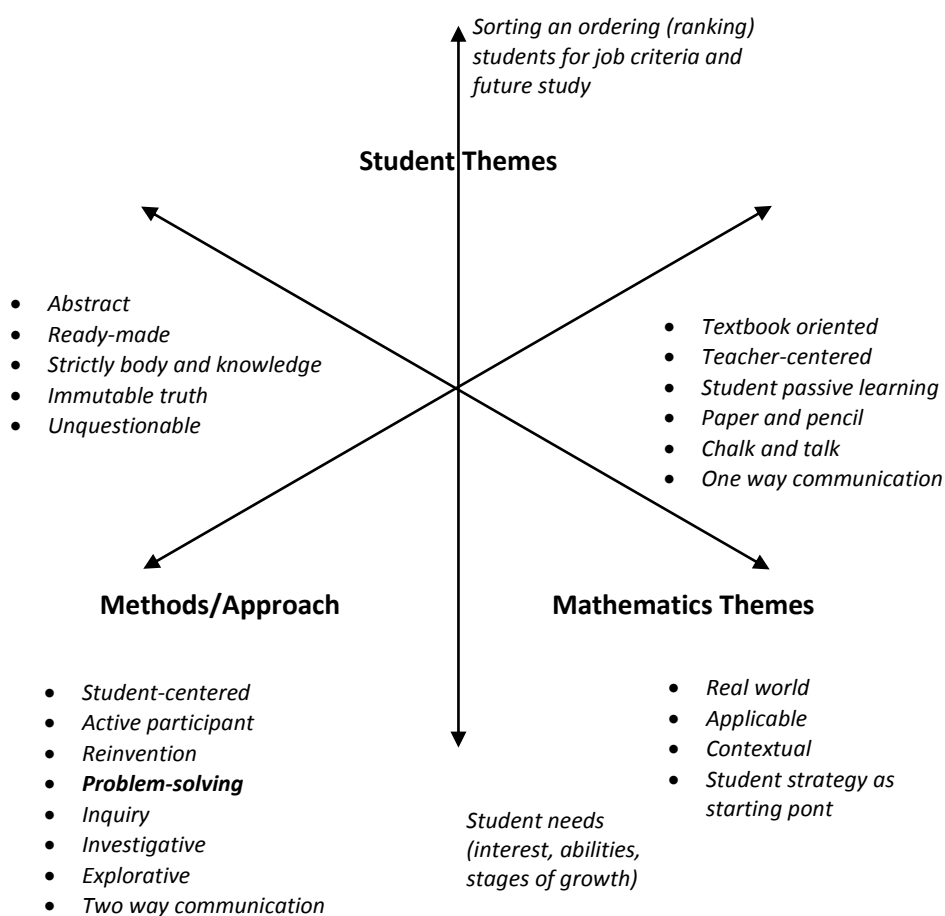 Sorting an ordering (ranking)
students for job criteria and
future study
Student Themes
• Abstract
• Ready-made
• Strictly body and knowledge
• Immutable truth
• Unquestionable
• Textbook oriented
• Teacher-centered
• Student passive learning
• Paper and pencil
• Chalk and talk
• One way communication
Methods/Approach
Mathematics Themes
• Student-centered
• Active participant
• Reinvention
• Problem-solving
• Inquiry
• Investigative
• Explorative
• Two way communication
• Real world
• Applicable
• Contextual
• Student strategy as
starting pont
Student needs
(interest, abilities,
stages of growth)